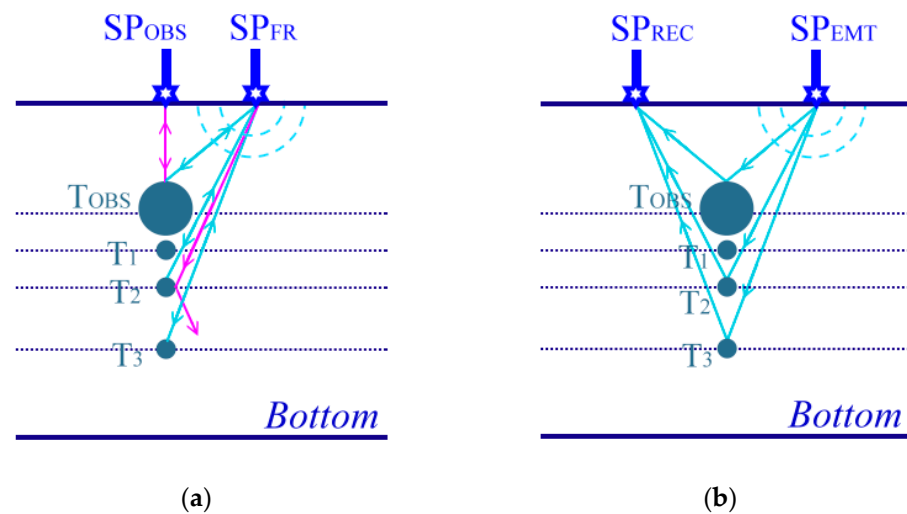 SPOBS SPFR
TOBS
T1
T2
T3
Bottom
(a)
SPREC SPEMT
TOBS
T1
T2
T3
Bottom
(b)